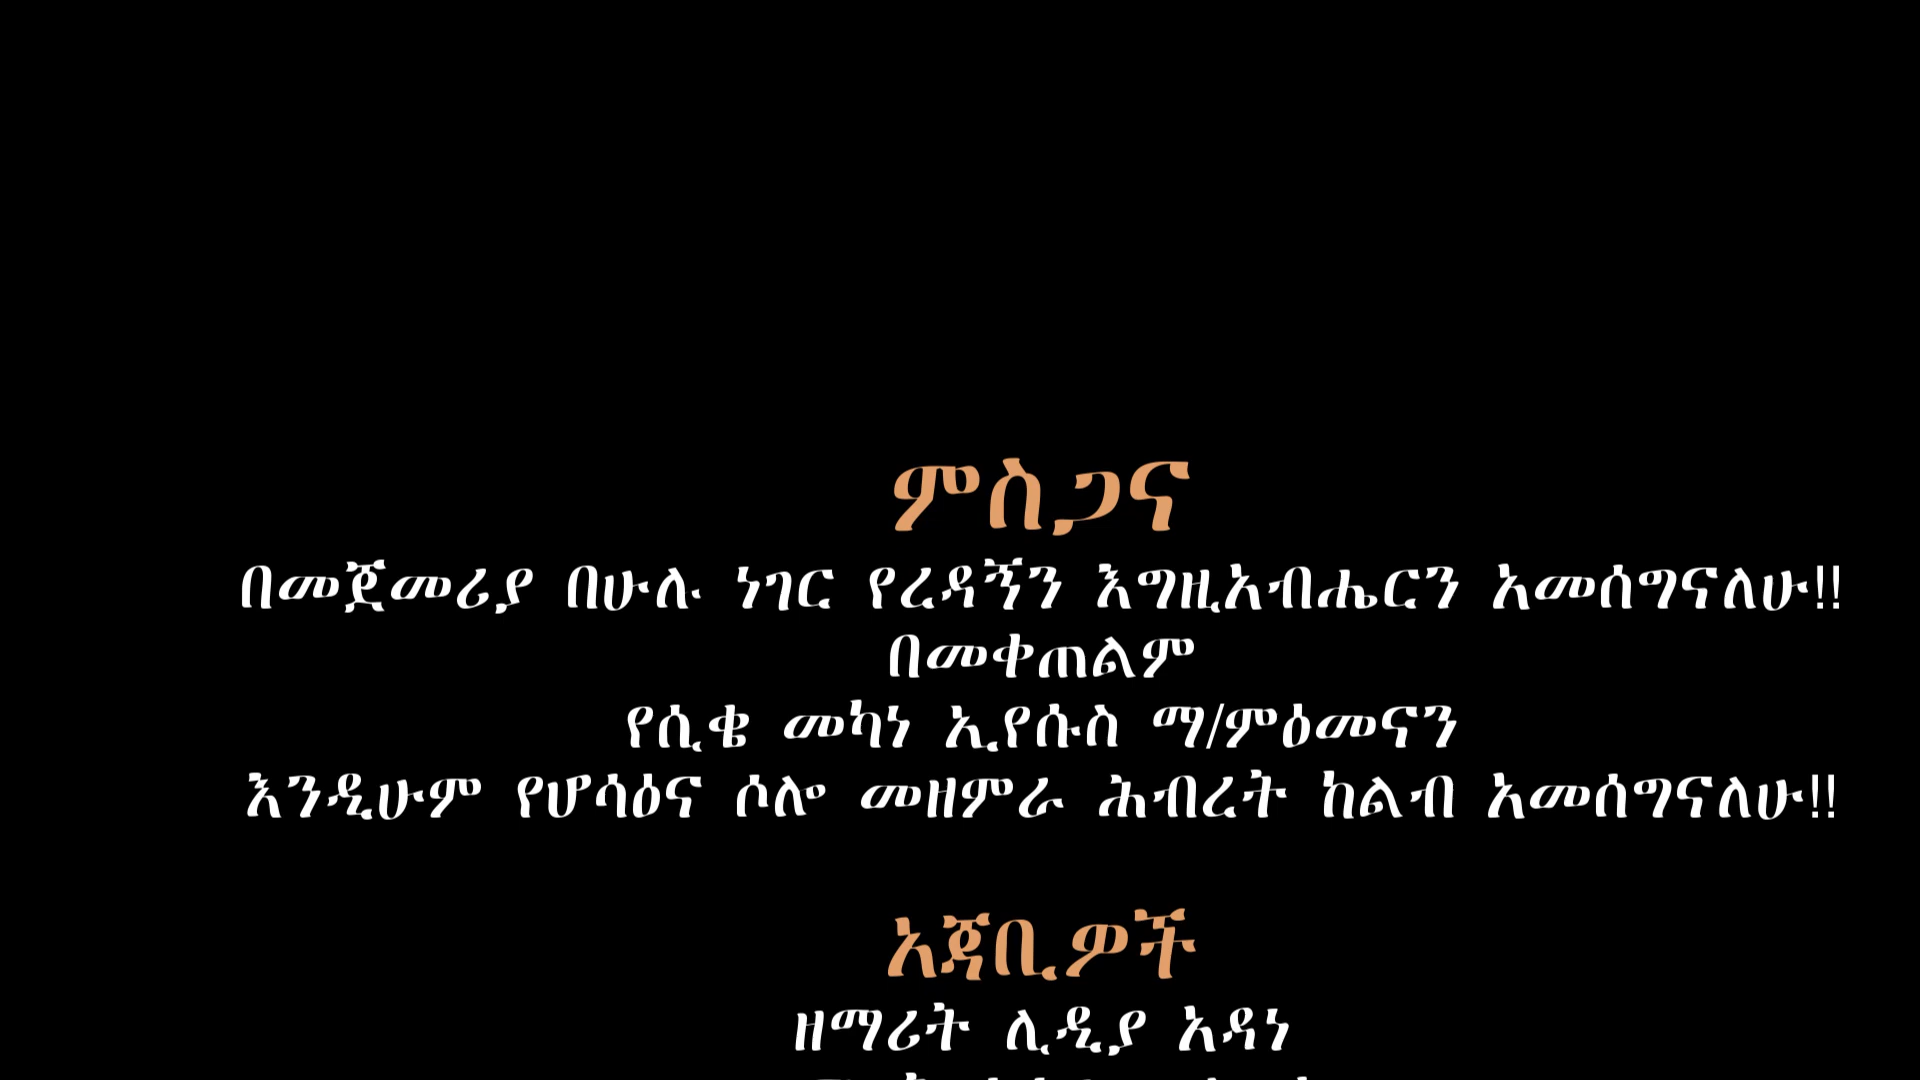 ምስጋና
በመጀመሪያ በሁሉ ነገር የረዳኝን እግዚአብሔርን አመሰግናለሁ!!
በመቀጠልም
የሲቄ መካነ ኢየሱስ ማ/ምዕመናን
እንዲሁም የሆሳዕና ሶሎ መዘምራ ሕብረት ከልብ አመሰግናለሁ!!
አጃቢዎች
ዘማሪት ሊዲያ አዳነ